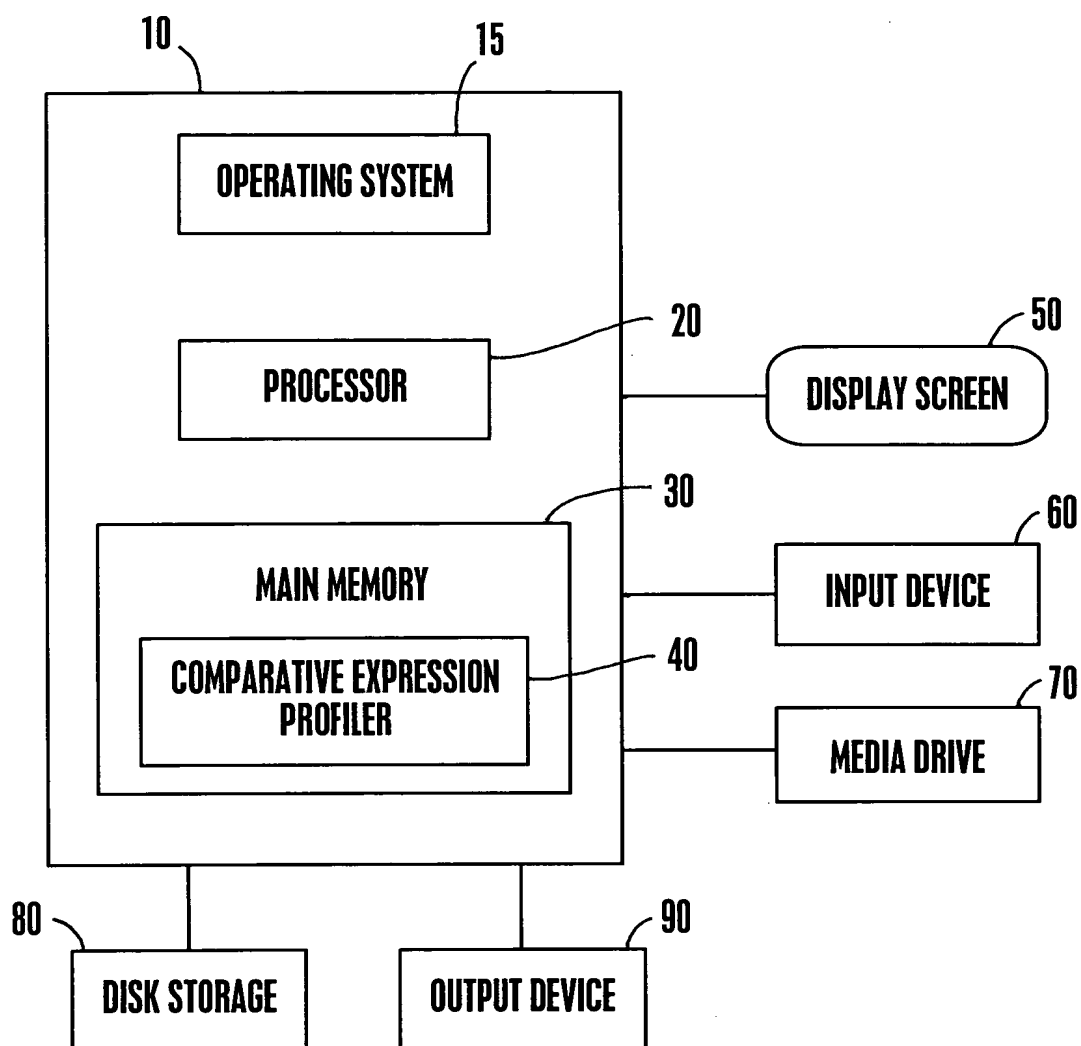 10
15
OPERATING SYSTEM
20
PROCESSOR
50
DISPLAY SCREEN
30
MAIN MEMORY
60
INPUT DEVICE
40
COMPARATIVE EXPRESSION
PROFILER
70
MEDIA DRIVE
80
DISK STORAGE
90
OUTPUT DEVICE